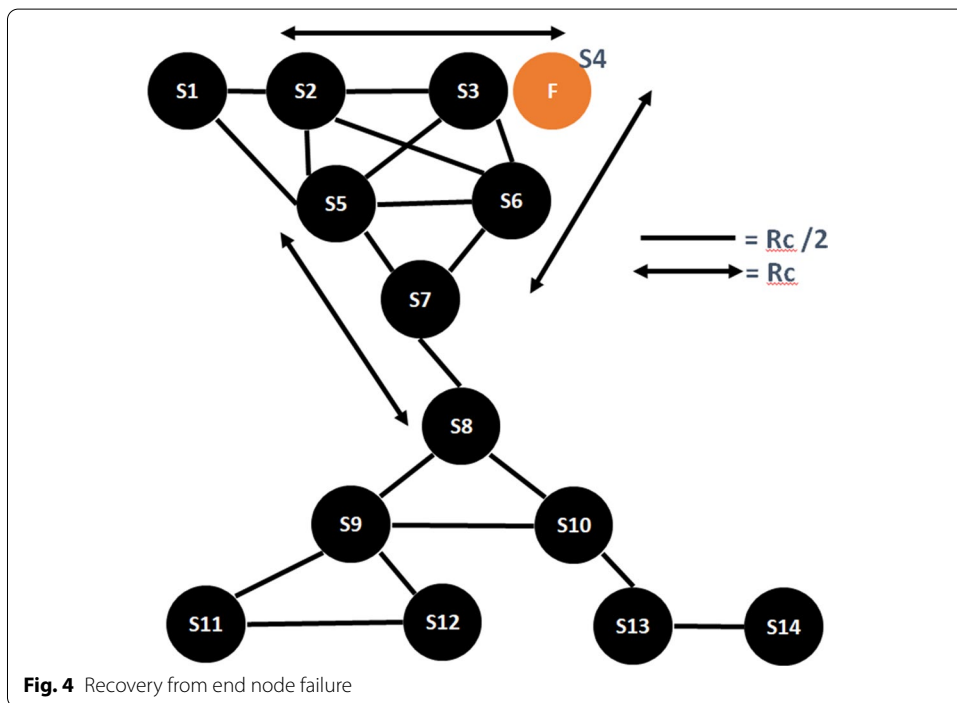 S4
S1
S2
S3
F
S5
S6
= Rc /2
= Rc
S7
S8
S9
S10
S11
S12
S13
S14
Fig. 4 Recovery from end node failure